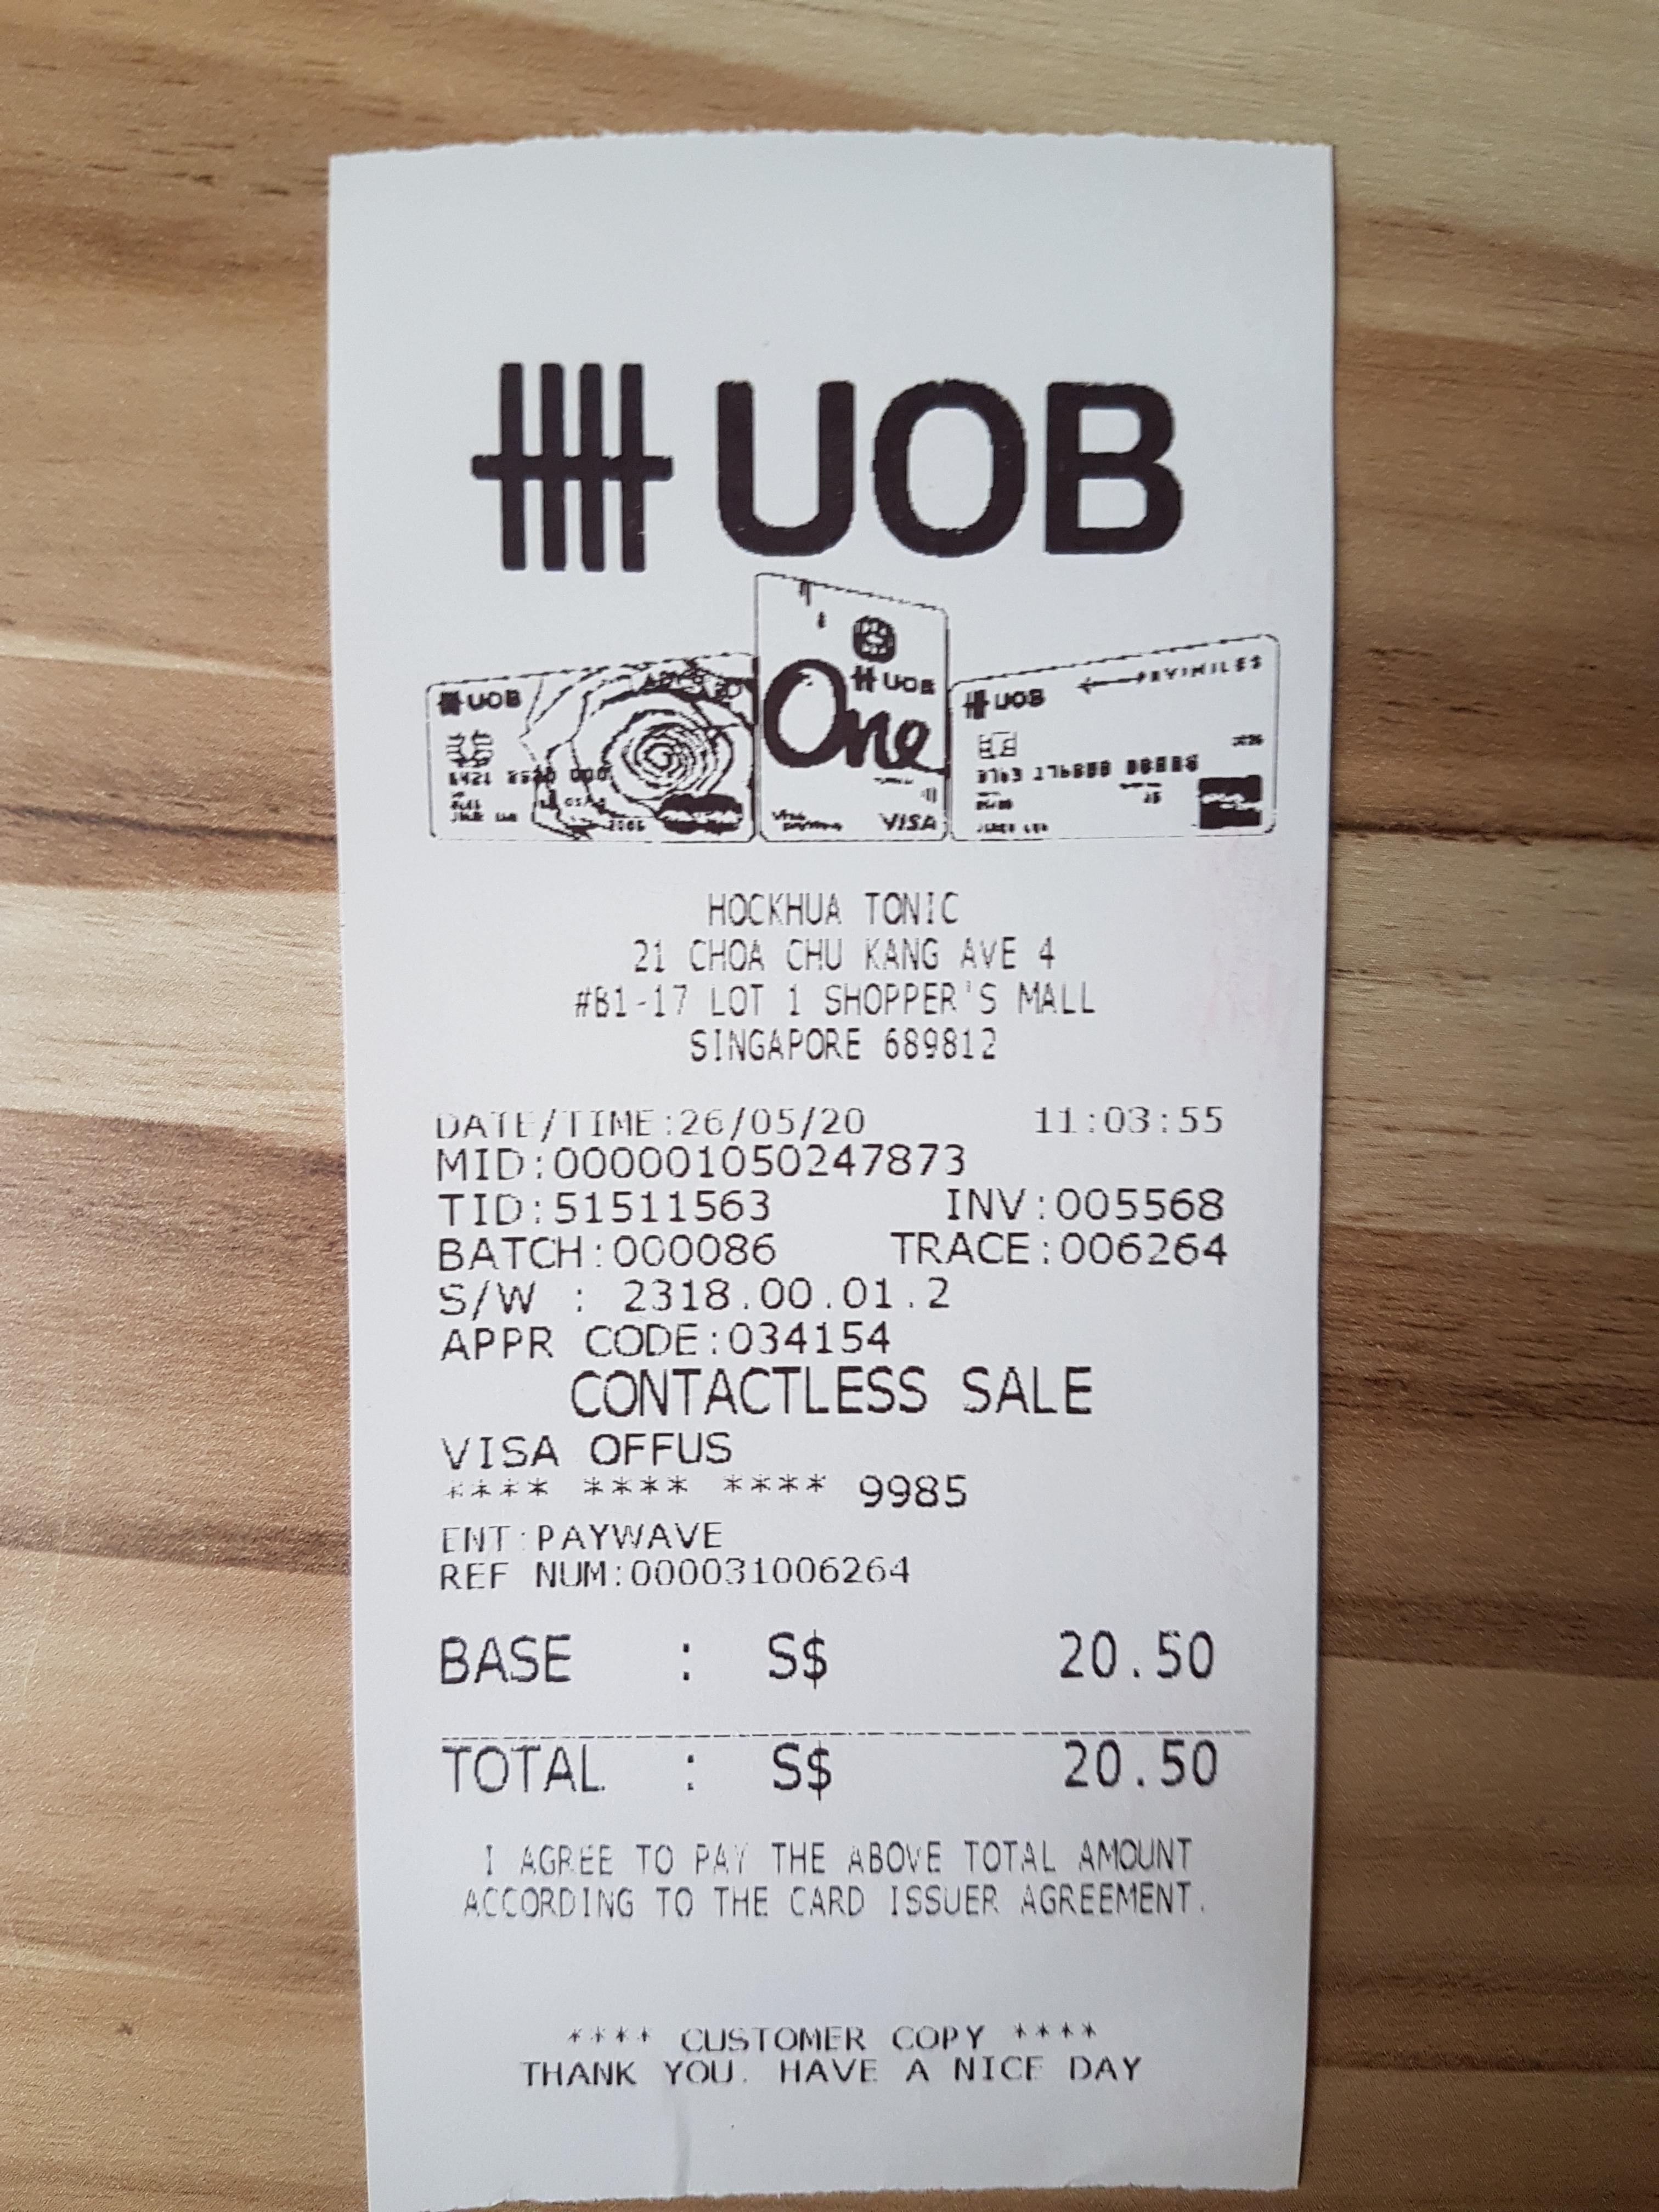 UOB
UOB
One
UOB
VISA
UOB
HOCKHUA TONIC
21 CHOA CHU KANG AVE 4
#B1-17 LOT 1 SHOPPER'S MALL
SINGAPORE 689812
DATE/TIME:26/05/20 11:03:55
MID:000001050247873
TID:51511563 INV:005568
BATCH:000086 TRACE:006264
S/W : 2318.00.01.2
APPR CODE:034154
CONTACTLESS SALE
VISA OFFUS
**** **** **** 9985
ENT:PAYWAVE
REF NUM:000031006264
BASE : S$ 20.50
TOTAL : S$ 20.50
I AGREE TO PAY THE ABOVE TOTAL AMOUNT
ACCORDING TO THE CARD ISSUER AGREEMENT.
**** CUSTOMER COPY ****
THANK YOU. HAVE A NICE DAY